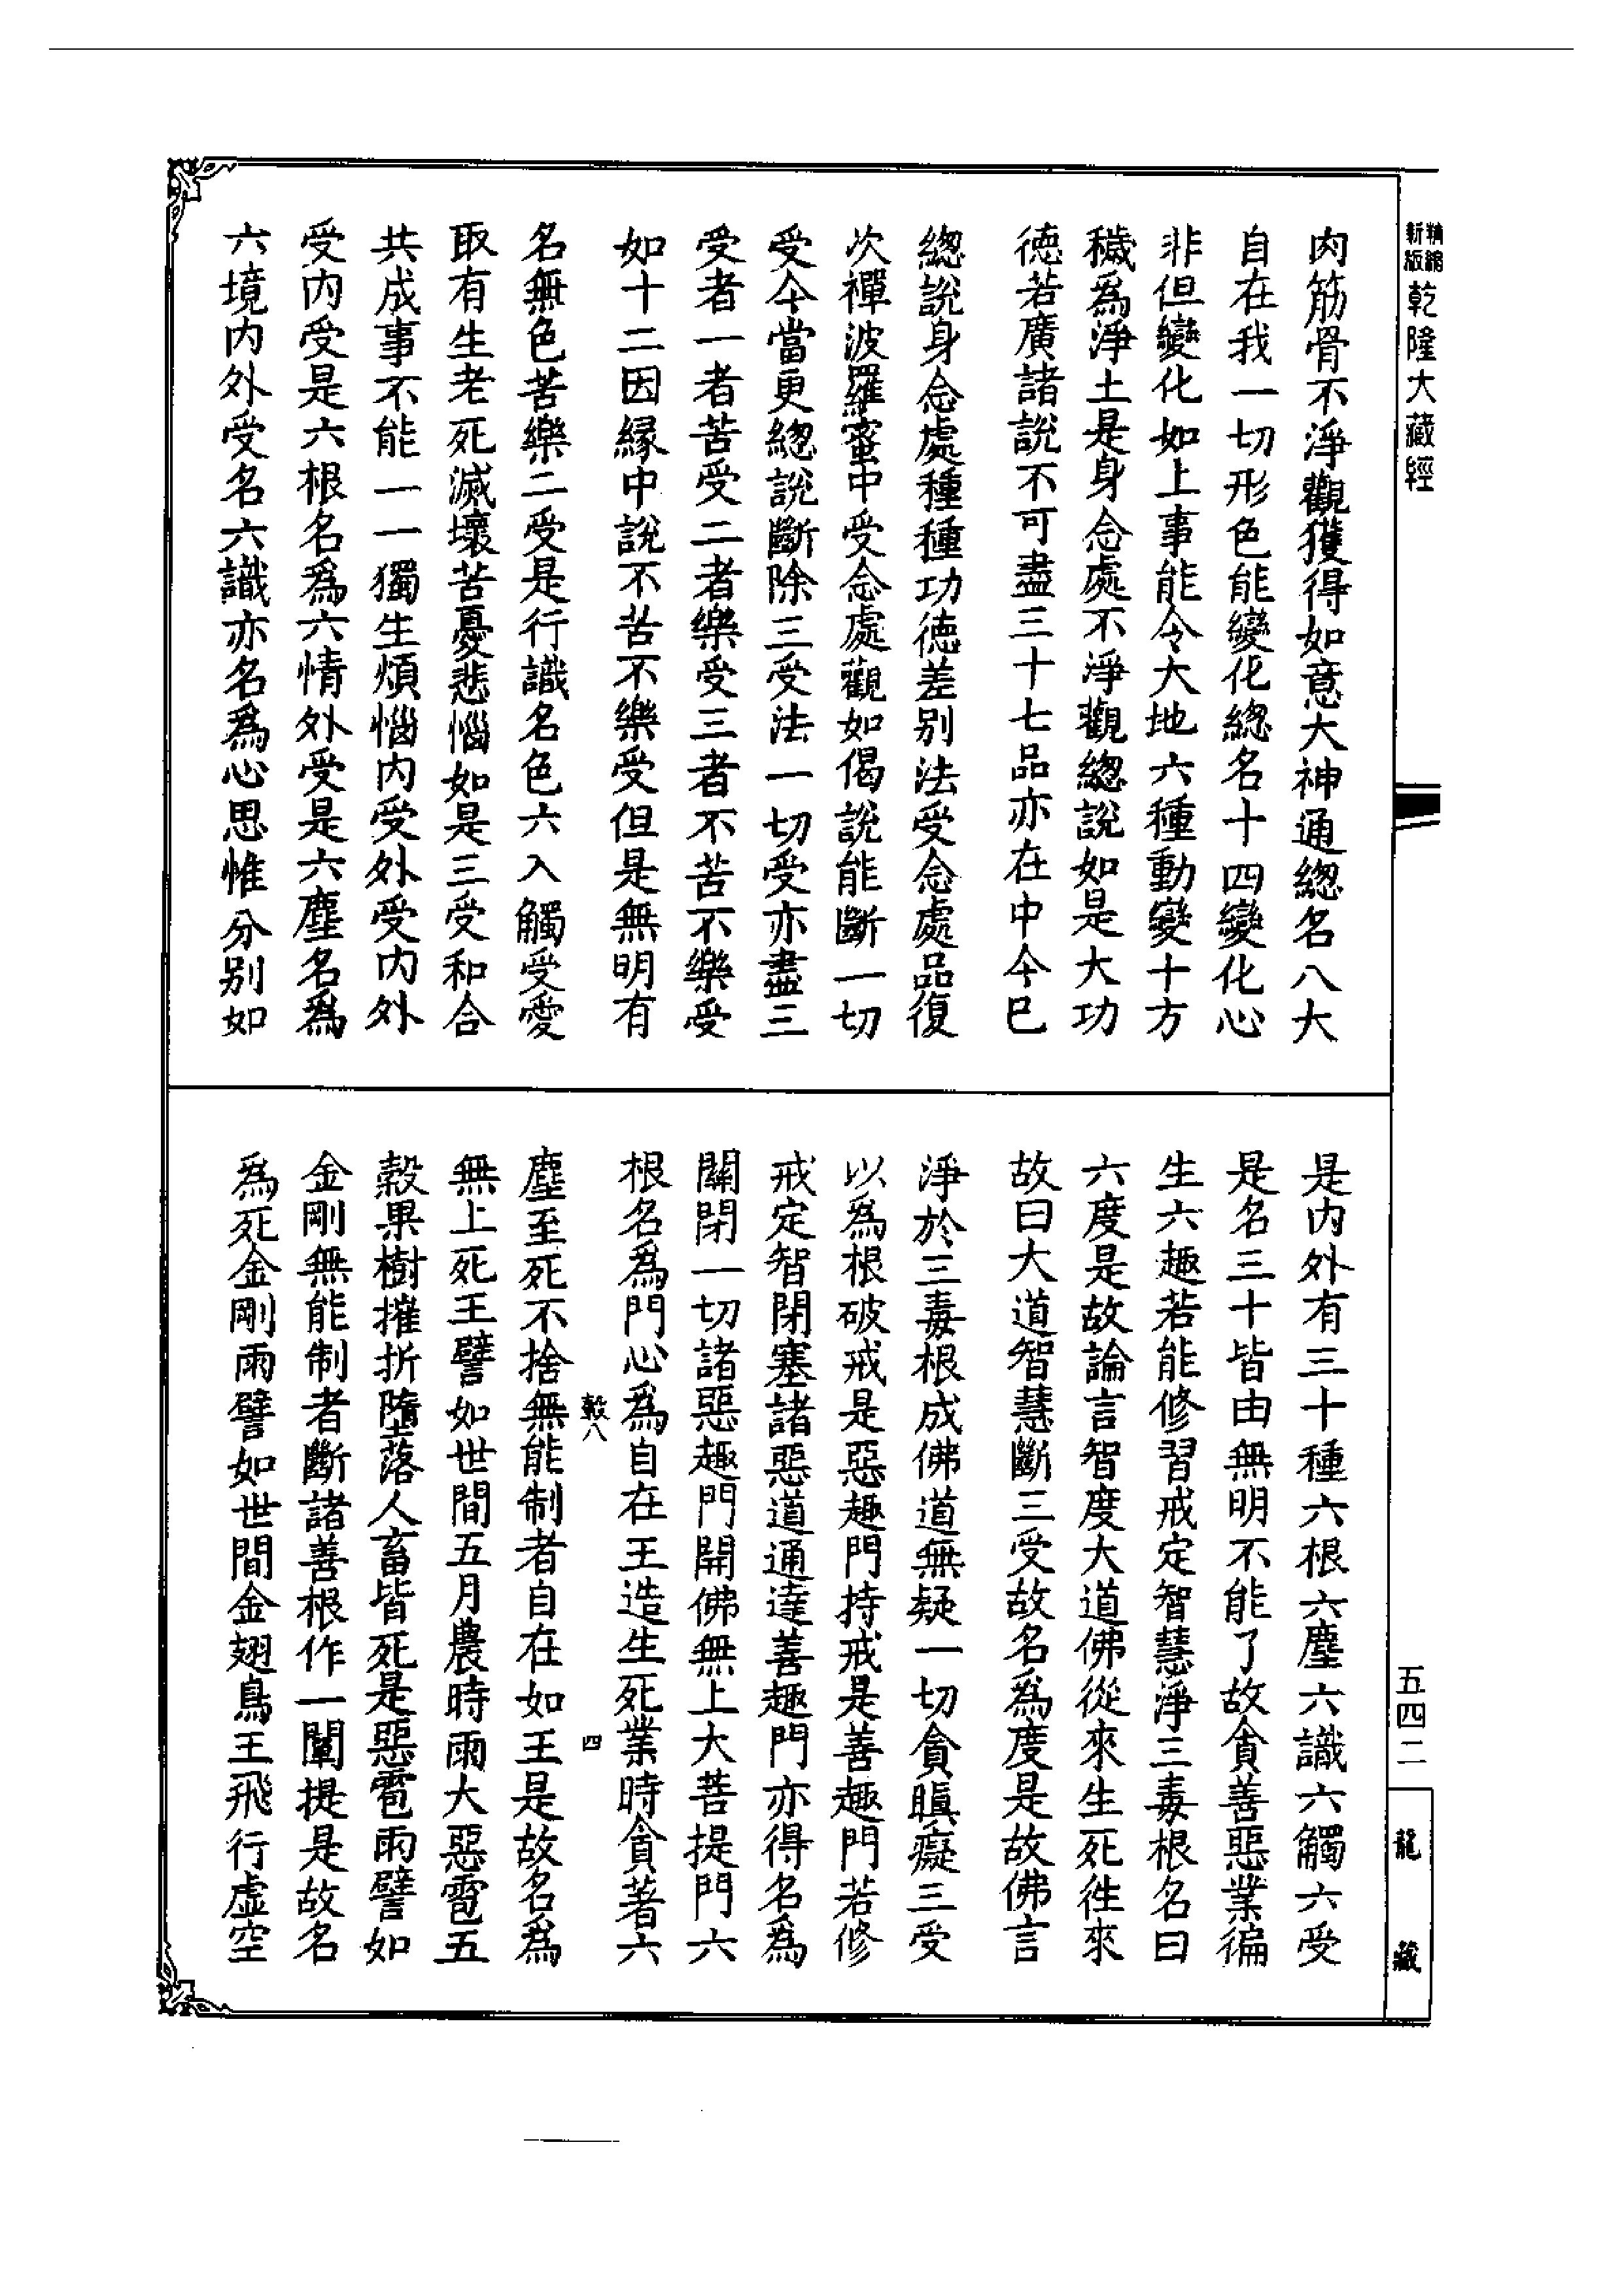 精編新版乾隆大藏經
肉筋骨不淨觀獲得如意大神通總名八大
自在我一切形色能變化總名十四變化心
非但變化如上事能令大地六種動變十方
穢為淨土是身念處不淨觀總說如是大功
德若廣諸說不可盡三十七品亦在中今已
總說身念處種種功德差別法受念處品復
次禪波羅蜜中受念處觀如偈說能斷一切
受今當更總說斷除三受法一切受亦盡三
受者一者苦受二者樂受三者不苦不樂受
如十二因緣中說不苦不樂受但是無明有
名無色苦樂二受是行識名色六入觸受愛
取有生老死滅壞苦憂悲惱如是三受和合
共成事不能一一獨生煩惱內受外受內外
受內受是六根名為六情外受是六塵名為
六境內外受名六識亦名為心思惟分別如
是內外有三十種六根六塵六識六觸六受
是名三十皆由無明不能了故貪善惡業徧
生六趣若能修習戒定智慧淨三毒根名曰
六度是故論言智度大道佛從來生死徃來
故曰大道智慧斷三受故名為度是故佛言
淨於三毒根成佛道無疑一切貪瞋癡三受
以為根破戒是惡趣門持戒是善趣門若修
戒定智閉塞諸惡道通達善趣門亦得名為
關閉一切諸惡趣門開佛無上大菩提門六
根名為門心為自在王造生死業時貪著六
轂八 四
塵至死不捨無能制者自在如王是故名為
無上死王譬如世間五月農時雨大惡雹五
穀果樹摧折墮落人畜皆死是惡雹雨譬如
金剛無能制者斷諸善根作一闡提是故名
為死金剛雨譬如世間金翅鳥王飛行虛空
五四二
龍藏